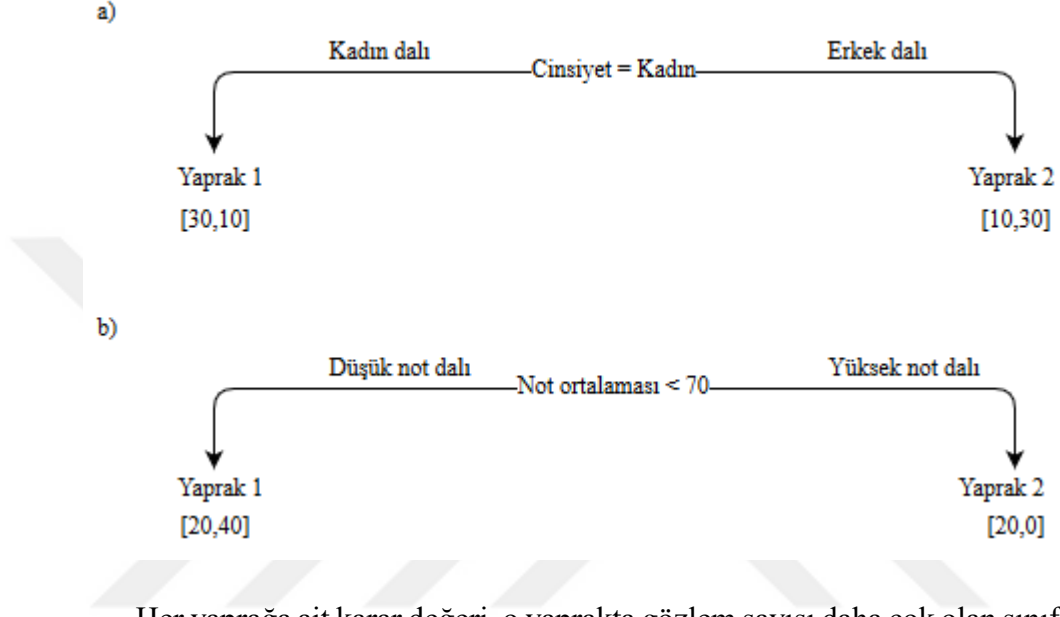 a)
Kadın dalı
Cinsiyet = Kadın
Erkek dalı
Yaprak 1
Yaprak 2
[30,10]
[10,30]
b)
Düşük not dalı
Not ortalaması < 70
Yüksek not dalı
Yaprak 1
Yaprak 2
[20,40]
[20,0]
Her yaprağa ait karar değeri, o yaprakta gözlem sayısı daha çok olan sınıf